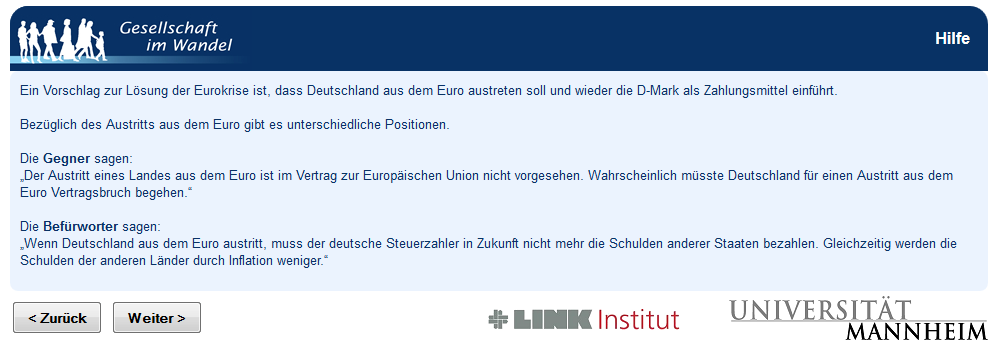 Gesellschaft
im Wandel
Hilfe
Ein Vorschlag zur Lösung der Eurokrise ist, dass Deutschland aus dem Euro austreten soll und wieder die D-Mark als Zahlungsmittel einführt.
Bezüglich des Austritts aus dem Euro gibt es unterschiedliche Positionen.
Die Gegner sagen:
„Der Austritt eines Landes aus dem Euro ist im Vertrag zur Europäischen Union nicht vorgesehen. Wahrscheinlich müsste Deutschland für einen Austritt aus dem
Euro Vertragsbruch begehen.“
Die Befürworter sagen:
„Wenn Deutschland aus dem Euro austritt, muss der deutsche Steuerzahler in Zukunft nicht mehr die Schulden anderer Staaten bezahlen. Gleichzeitig werden die
Schulden der anderen Länder durch Inflation weniger.“
< Zurück
Weiter >
LINK Institut
UNIVERSITÄT
MANNHEIM